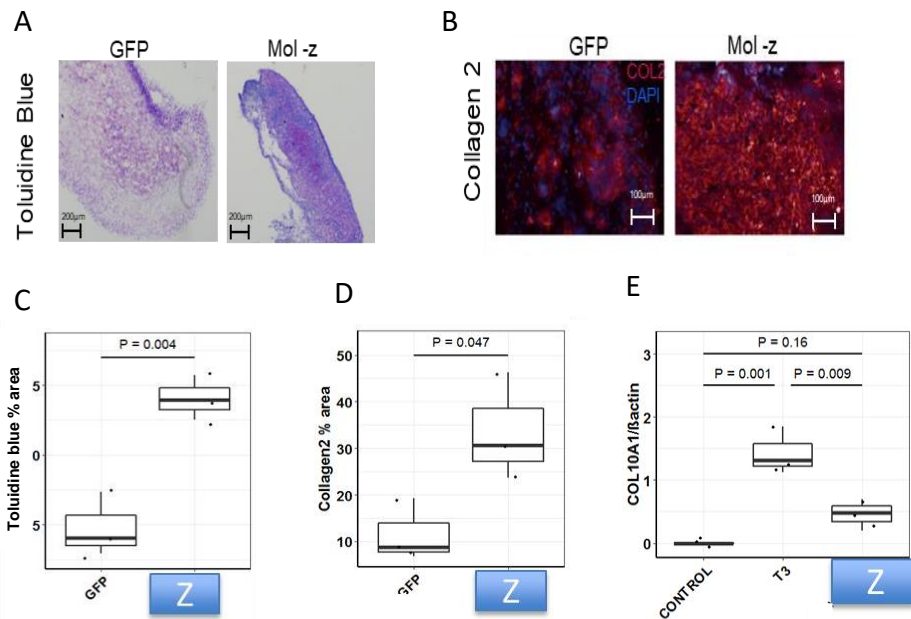 A
GFP
Mol -z
Toluidine Blue
200µm
200µm
B
GFP
Mol -z
Collagen 2
COL2
DAPI
100µm
100µm
C
Toluidine blue % area
5
0
5
P = 0.004
GFP
Z
D
Collagen2 % area
50
40
30
20
10
P = 0.047
GFP
Z
E
COL10A1/ßactin
3
2
1
0
P = 0.16
P = 0.001
P = 0.009
CONTROL
T3
Z